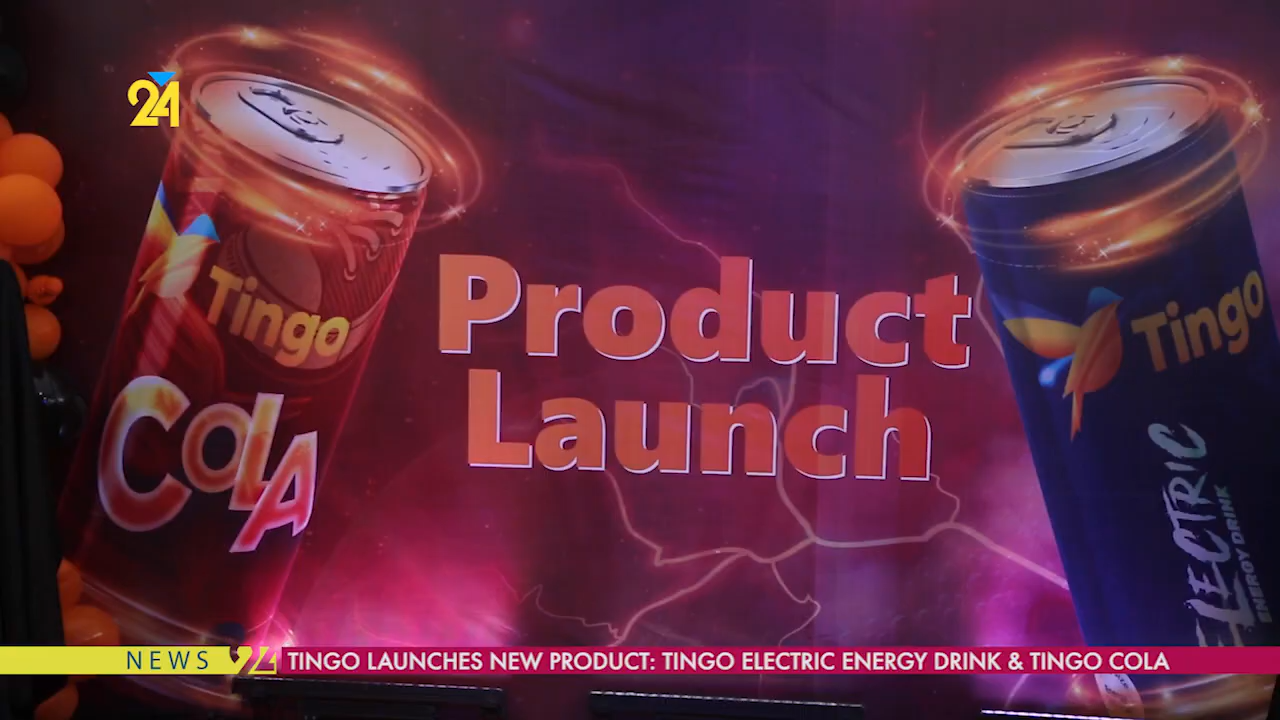 24
Tingo
COLA
Product
Launch
Tingo
ELECTRIC
ENERGY DRINK
NEWS 24 TINGO LAUNCHES NEW PRODUCT: TINGO ELECTRIC ENERGY DRINK & TINGO COLA